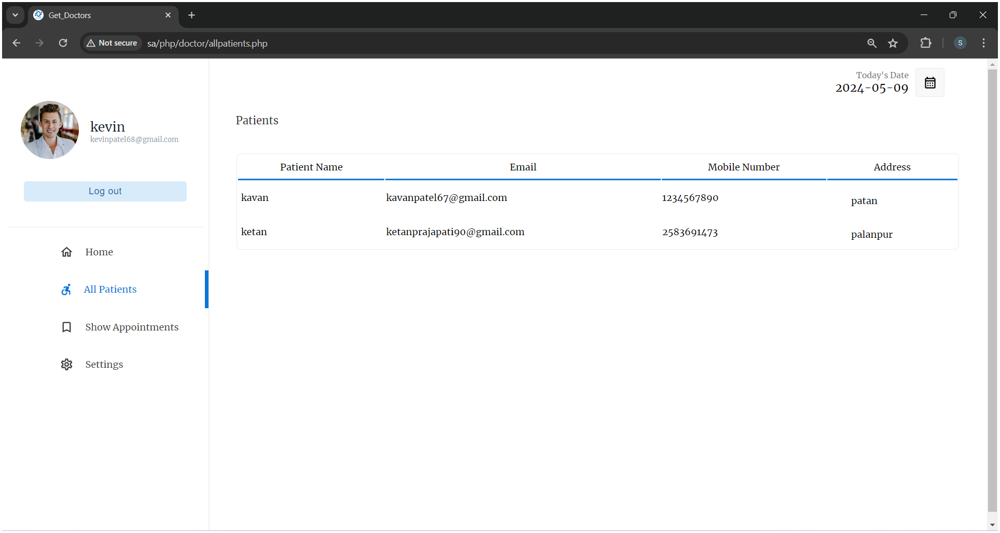 Get_Doctors
Not secure
sa/php/doctor/allpatients.php
S
Today's Date
2024-05-09
kevin
kevinpatel68@gmail.com
Log out
Home
All Patients
Show Appointments
Settings
Patients
Patient Name Email Mobile Number Address
kavan kavanpatel67@gmail.com 1234567890 patan
ketan ketanprajapati90@gmail.com 2583691473 palanpur